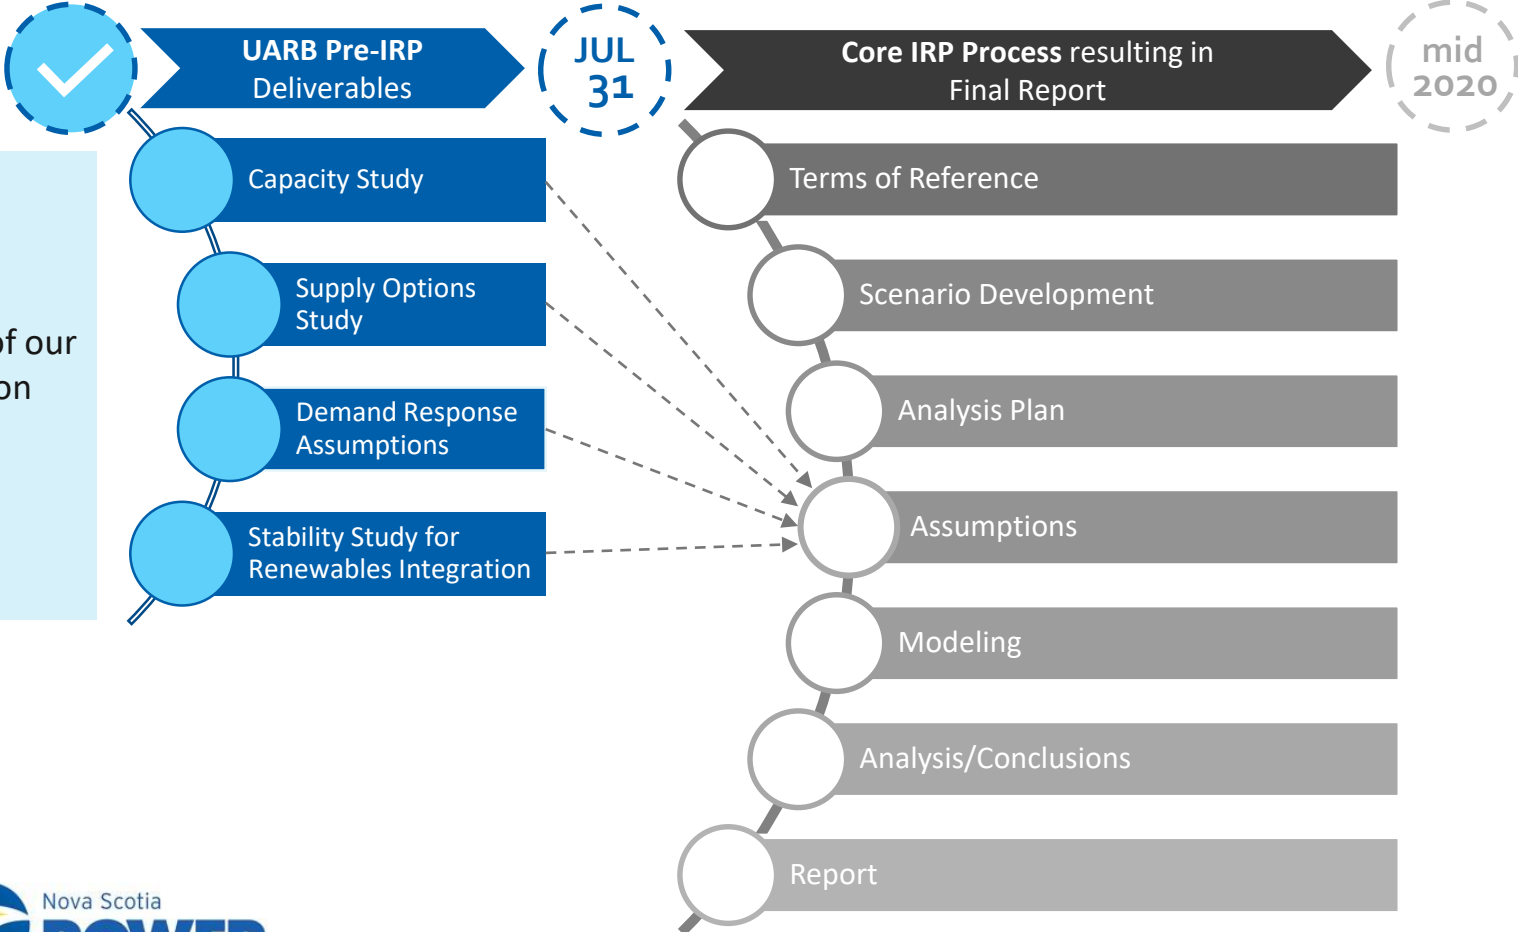 UARB Pre-IRP
Deliverables
JUL
31
Core IRP Process resulting in
Final Report
mid
2020
of our
on
Capacity Study
Supply Options
Study
Demand Response
Assumptions
Stability Study for
Renewables Integration
Terms of Reference
Scenario Development
Analysis Plan
Assumptions
Modeling
Analysis/Conclusions
Report
Nova Scotia
POWER